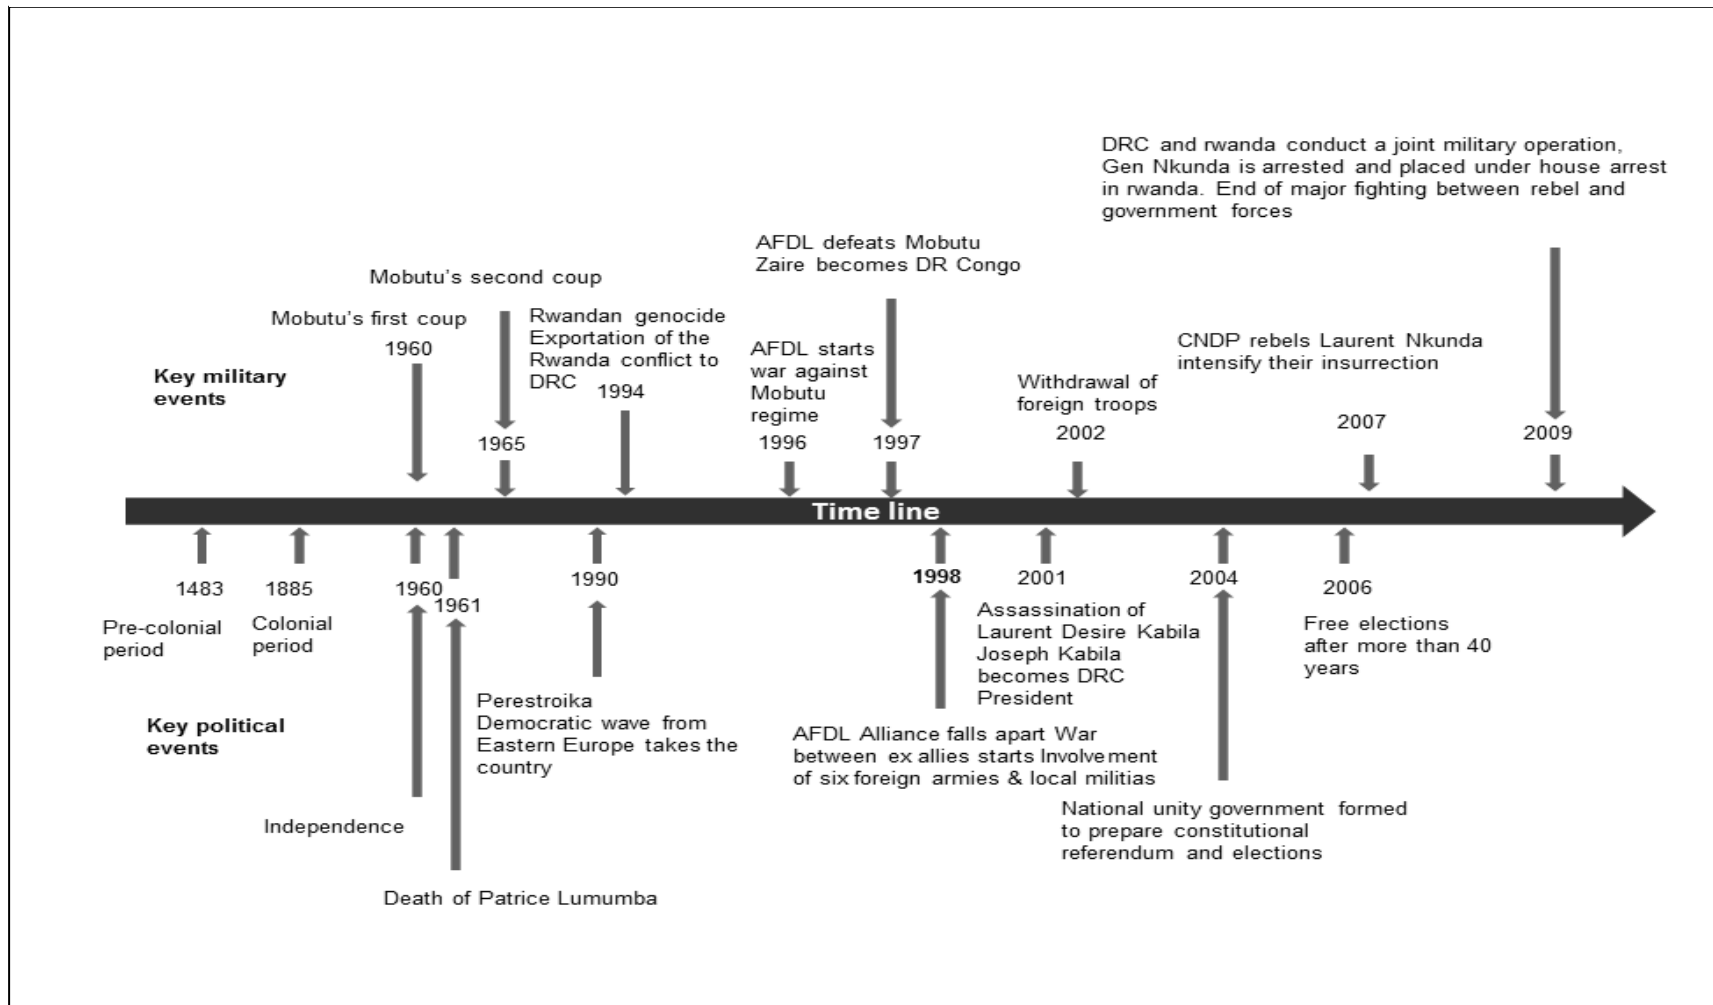 DRC and rwanda conduct a joint military operation,
Gen Nkunda is arrested and placed under house arrest
in rwanda. End of major fighting between rebel and
government forces
AFDL defeats Mobutu
Zaire becomes DR Congo
Mobutu's second coup
Mobutu's first coup
1960
Rwandan genocide
Exportation of the
Rwanda conflict to
DRC
1994
AFDL starts
war against
Mobutu
regime
1996
CNDP rebels Laurent Nkunda
intensify their insurrection
Key military
events
Withdrawal of
foreign troops
2002
2007
2009
1965
1997
Time line
1483
Pre-colonial
period
1885
Colonial
period
1960
1961
1990
1998
2001
2004
2006
Assassination of
Laurent Desire Kabila
Joseph Kabila
becomes DRC
President
Free elections
after more than 40
years
Key political
events
Perestroika
Democratic wave from
Eastern Europe takes the
country
AFDL Alliance falls apart War
between ex allies starts Involvement
of six foreign armies & local militias
Independence
National unity government formed
to prepare constitutional
referendum and elections
Death of Patrice Lumumba